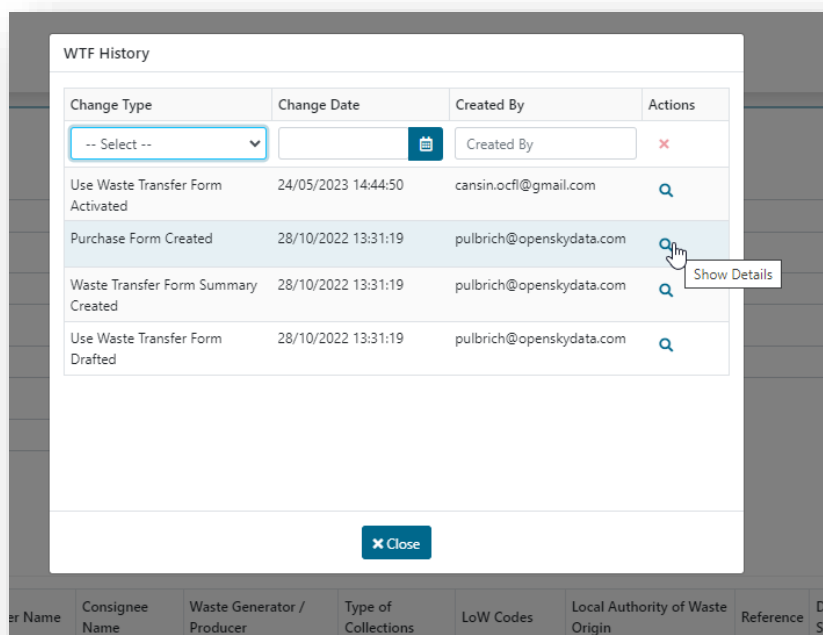 WTF History
Change Type Change Date Created By Actions
-- Select -- Created By
Use Waste Transfer Form 24/05/2023 14:44:50 cansin.ocfl@gmail.com
Activated
Purchase Form Created 28/10/2022 13:31:19 pulbrich@openskydata.com
Show Details
Waste Transfer Form Summary 28/10/2022 13:31:19 pulbrich@openskydata.com
Created
Use Waste Transfer Form 28/10/2022 13:31:19 pulbrich@openskydata.com
Drafted
Close
er Name Consignee Waste Generator / Type of LoW Codes Local Authority of Waste Reference D
Name Producer Collections Origin S